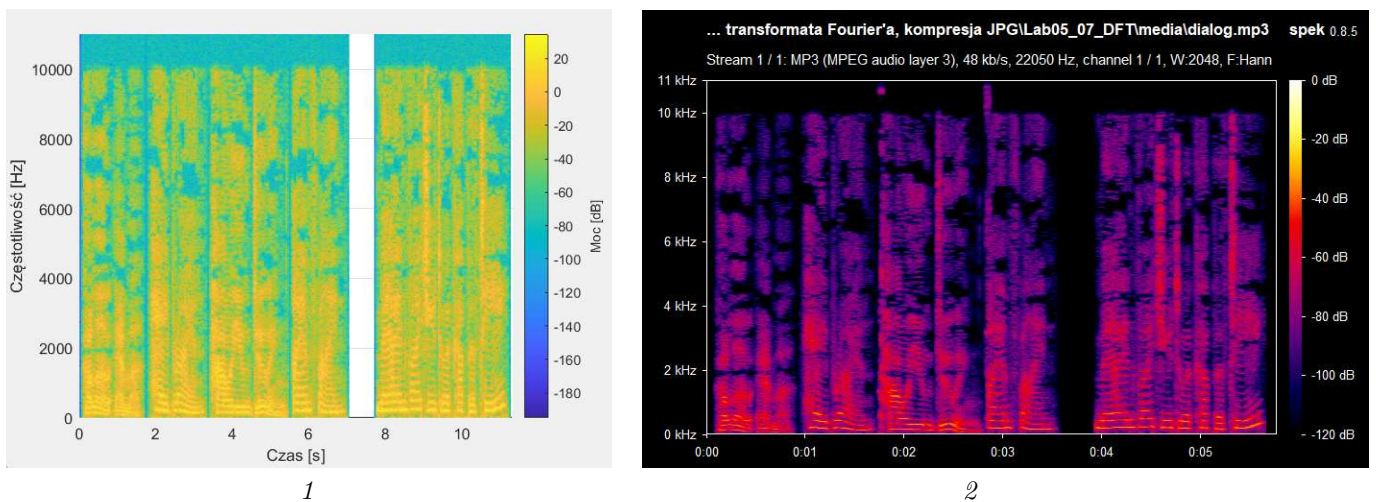 ... transformata Fourier'a, kompresja JPG\Lab05_07_DFT\media\dialog.mp3 spek 0.8.5
Stream 1 / 1: MP3 (MPEG audio layer 3), 48 kb/s, 22050 Hz, channel 1 / 1, W:2048, F:Hann
10000
8000
6000
4000
2000
0
Częstotliwość [Hz]
0 2 4 6 8 10
Czas [s]
20
0
-20
-40
-60
-80
-100
-120
-140
-160
-180
Moc [dB]
11 kHz
10 kHz
8 kHz
6 kHz
4 kHz
2 kHz
0 kHz
0:00 0:01 0:02 0:03 0:04 0:05
0 dB
-20 dB
-40 dB
-60 dB
-80 dB
-100 dB
-120 dB
1 2